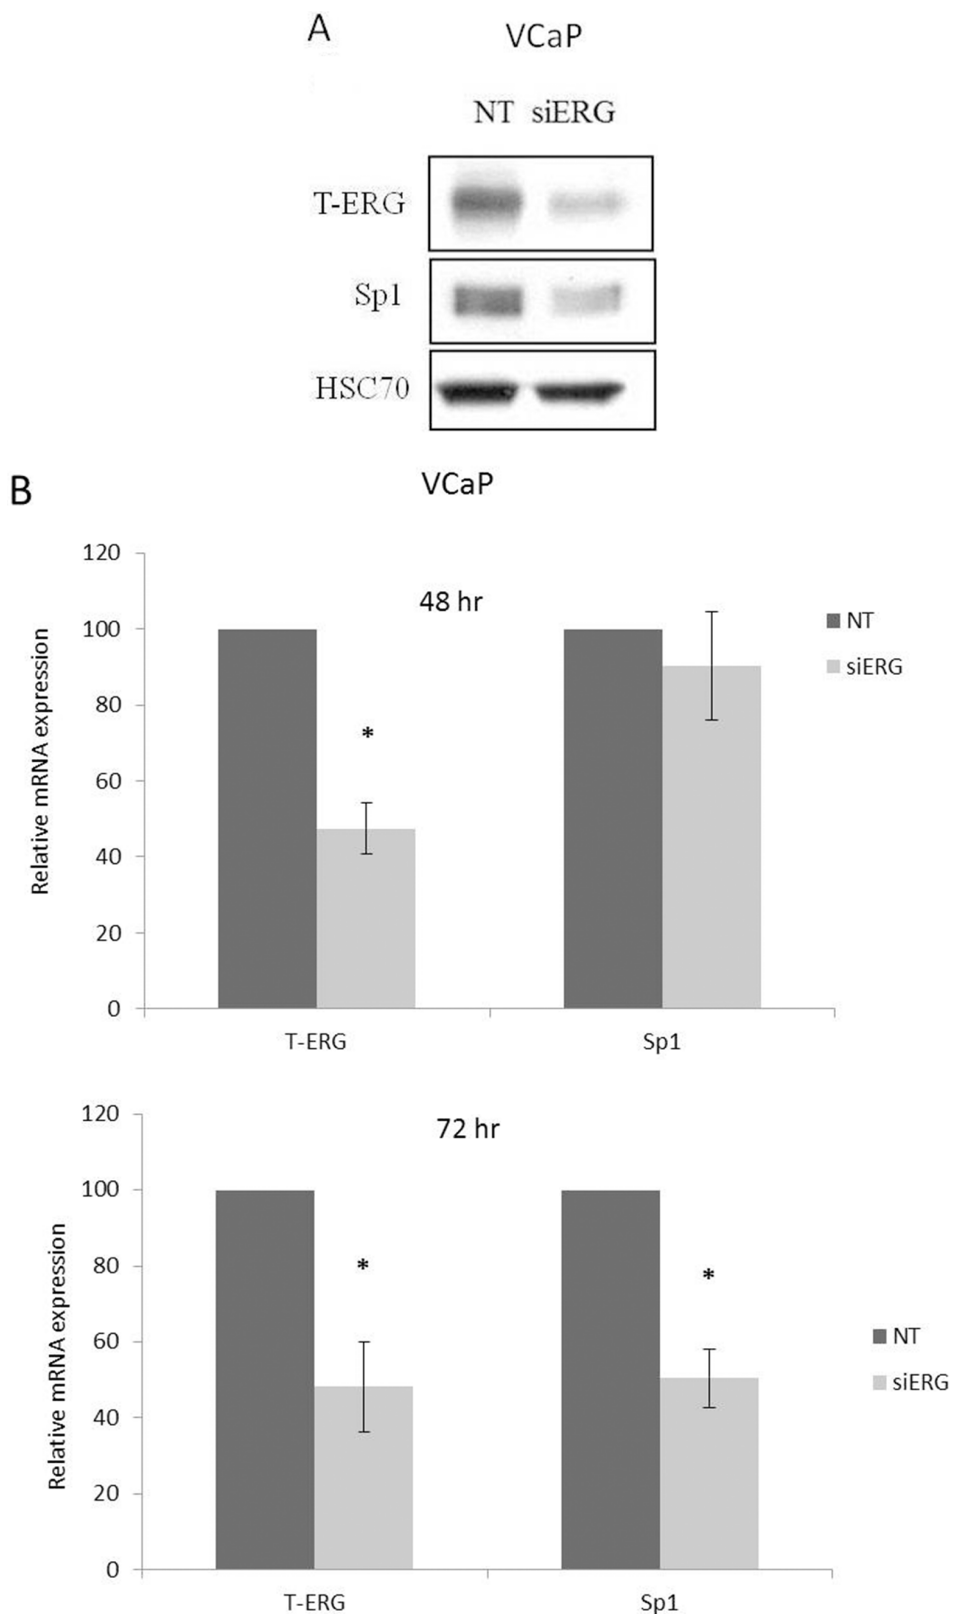 A
VCaP
NT siERG
T-ERG
Sp1
HSC70
B
VCaP
120
100
80
60
40
20
0
Relative mRNA expression
48 hr
*
NT
siERG
T-ERG
Sp1
120
100
80
60
40
20
0
Relative mRNA expression
72 hr
*
*
NT
siERG
T-ERG
Sp1